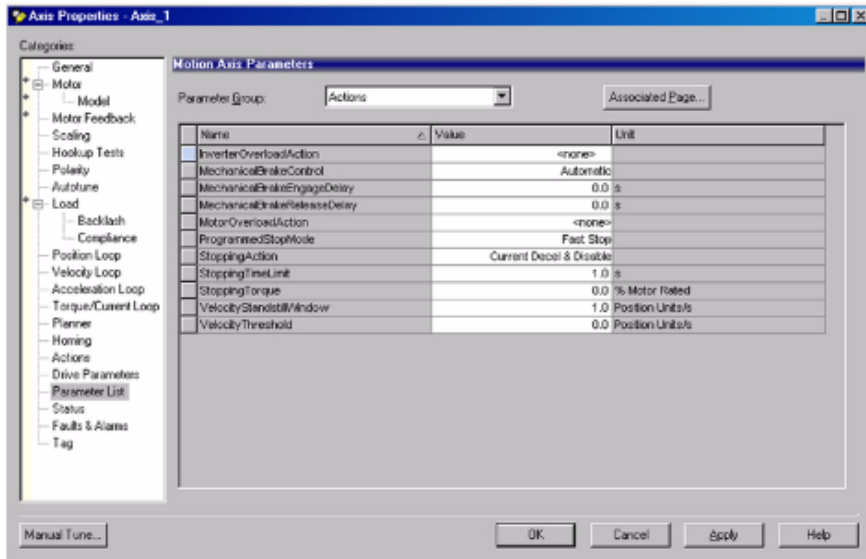 Axis Properties - Axis_1
Categories:
General
Motor
Model
Motor Feedback
Scaling
Hookup Tests
Polarity
Autotune
Load
Backlash
Compliance
Position Loop
Velocity Loop
Acceleration Loop
Torque/Current Loop
Planner
Homing
Actions
Drive Parameters
Parameter List
Status
Faults & Alarms
Tag
Motion Axis Parameters
Parameter Group: Actions Associated Page...
Name Value Unit
InverterOverloadAction <none>
MechanicalBrakeControl Automatic
MechanicalBrakeEngageDelay 0.0 s
MechanicalBrakeReleaseDelay 0.0 s
MotorOverloadAction <none>
ProgrammedStopMode Fast Stop
StoppingAction Current Decel & Disable
StoppingTimeLimit 1.0 s
StoppingTorque 0.0 % Motor Rated
VelocityStandstillWindow 1.0 Position Units/s
VelocityThreshold 0.0 Position Units/s
Manual Tune... OK Cancel Apply Help